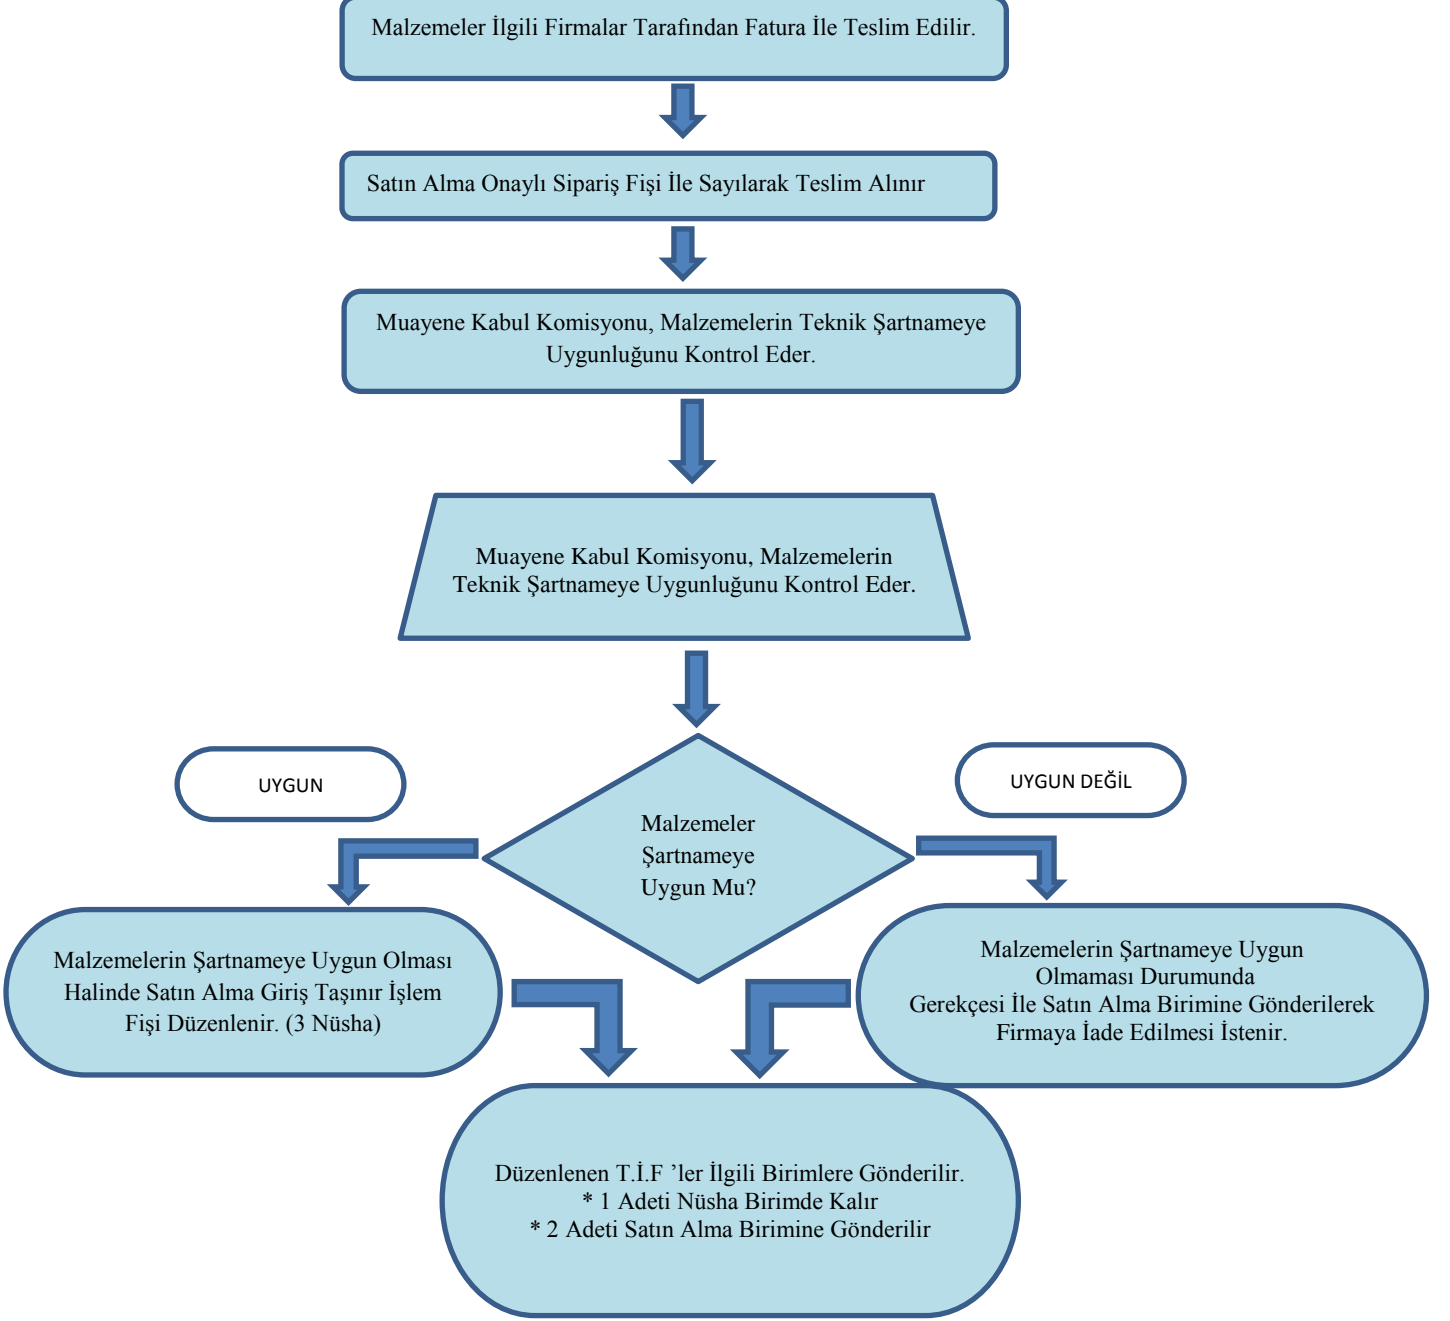 Malzemeler İlgili Firmalar Tarafından Fatura İle Teslim Edilir.
Satın Alma Onaylı Sipariş Fişi İle Sayılarak Teslim Alınır
Muayene Kabul Komisyonu, Malzemelerin Teknik Şartnameye
Uygunluğunu Kontrol Eder.
Muayene Kabul Komisyonu, Malzemelerin
Teknik Şartnameye Uygunluğunu Kontrol Eder.
UYGUN
UYGUN DEĞİL
Malzemeler
Şartnameye
Uygun Mu?
Malzemelerin Şartnameye Uygun Olması
Halinde Satın Alma Giriş Taşınır İşlem
Fişi Düzenlenir. (3 Nüsha)
Malzemelerin Şartnameye Uygun
Olmaması Durumunda
Gerekçesi İle Satın Alma Birimine Gönderilerek
Firmaya İade Edilmesi İstenir.
Düzenlenen T.İ.F ’ler İlgili Birimlere Gönderilir.
* 1 Adeti Nüsha Birimde Kalır
* 2 Adeti Satın Alma Birimine Gönderilir